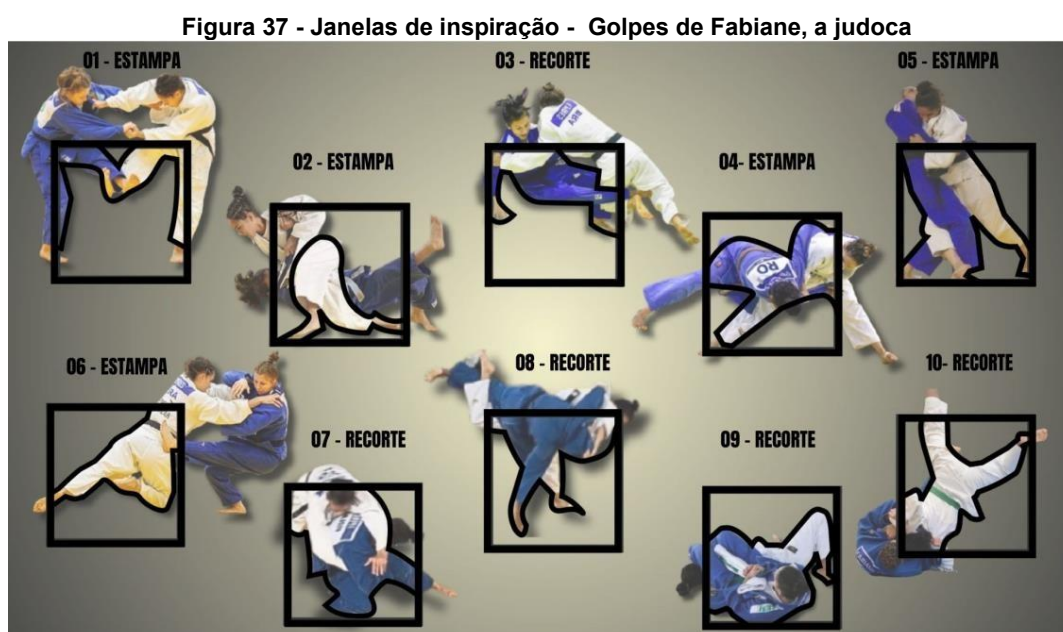 Figura 37 - Janelas de inspiração - Golpes de Fabiane, a judoca
01 - ESTAMPA
03 - RECORTE
05 - ESTAMPA
02 - ESTAMPA
04- ESTAMPA
RO
06 - ESTAMPA
08 - RECORTE
10- RECORTE
07 - RECORTE
09 - RECORTE